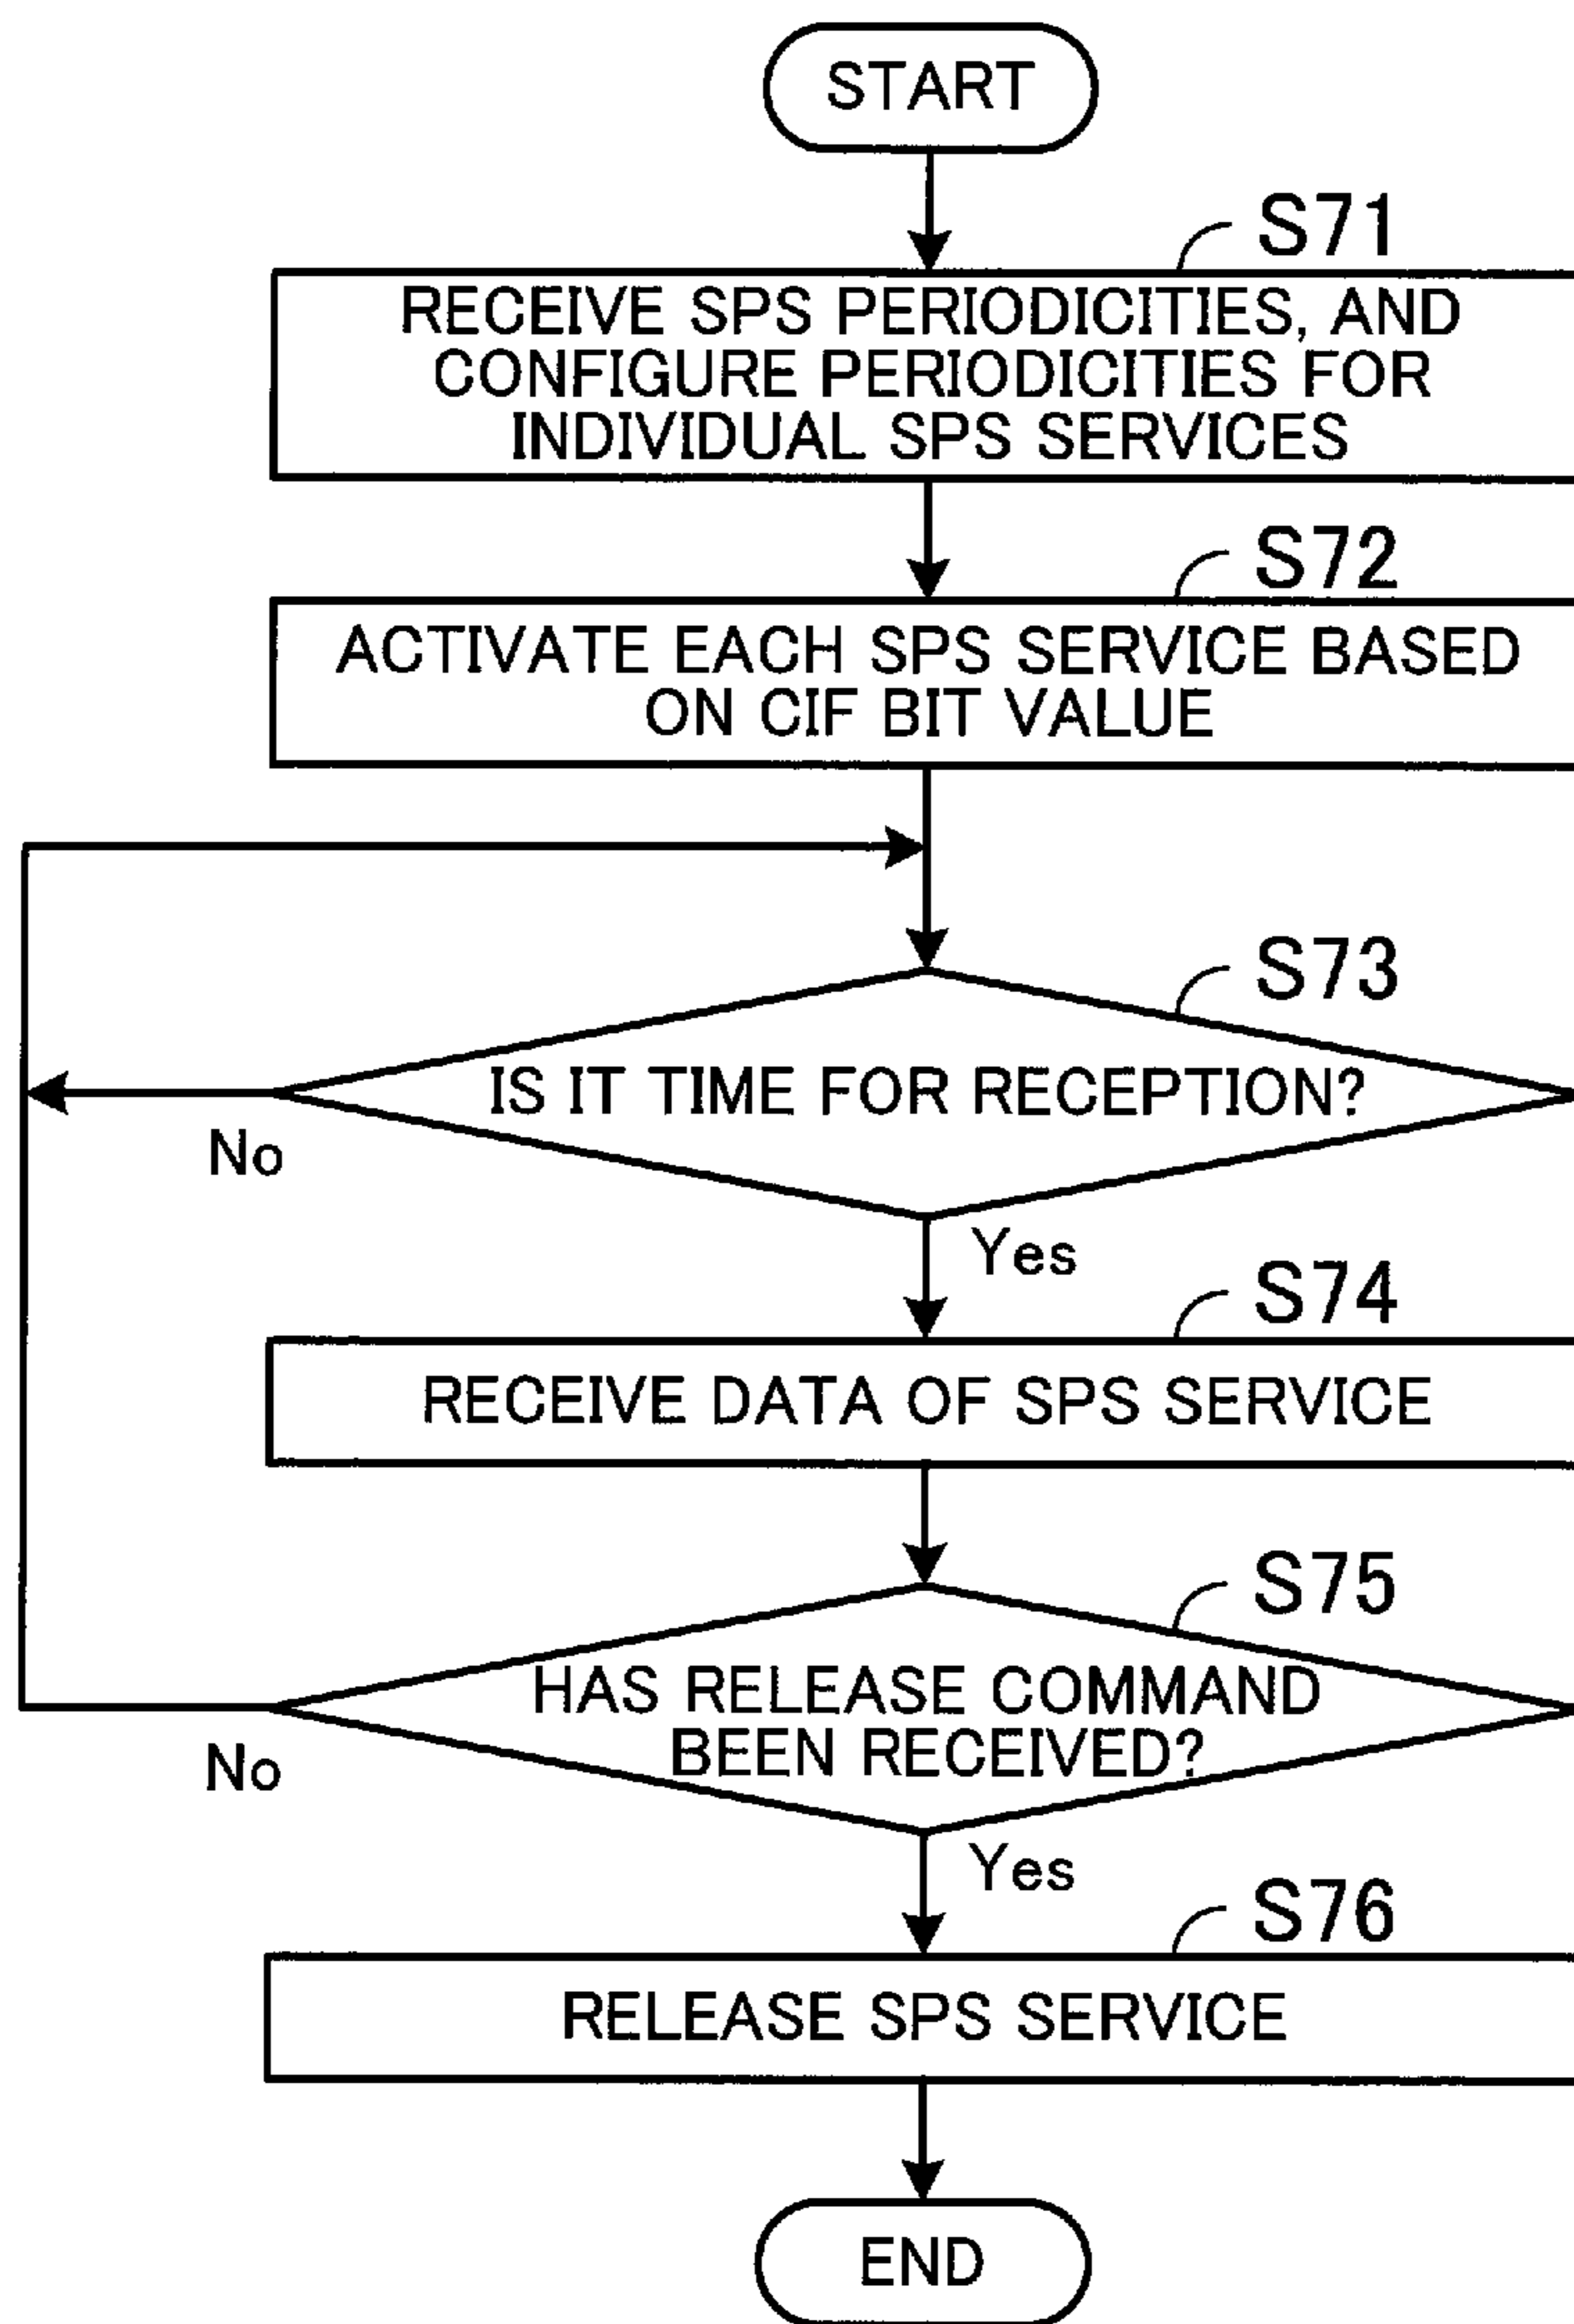 START
S71
RECEIVE SPS PERIODICITIES, AND
CONFIGURE PERIODICITIES FOR
INDIVIDUAL SPS SERVICES
S72
ACTIVATE EACH SPS SERVICE BASED
ON CIF BIT VALUE
S73
IS IT TIME FOR RECEPTION?
No
Yes
S74
RECEIVE DATA OF SPS SERVICE
S75
HAS RELEASE COMMAND
BEEN RECEIVED?
No
Yes
S76
RELEASE SPS SERVICE
END